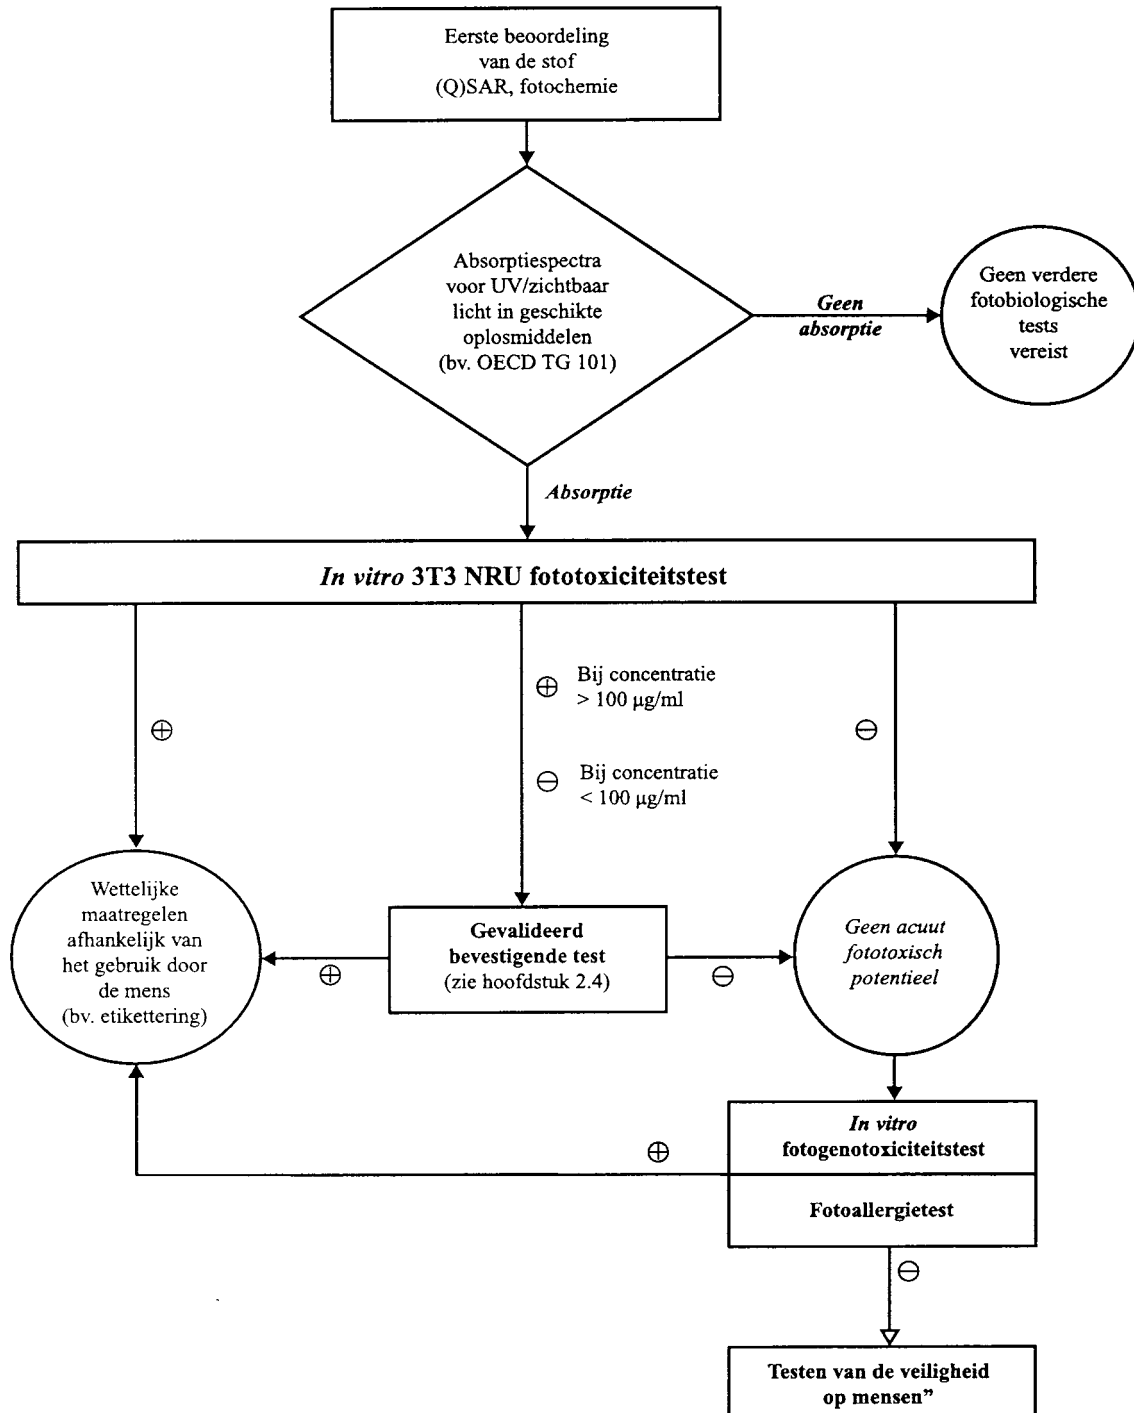 Eerste beoordeling
van de stof
(Q)SAR, fotochemie
Absorptiespectra
voor UV/zichtbaar
licht in geschikte
oplosmiddelen
(bv. OECD TG 101)
Geen
absorptie
Geen verdere
fotobiologische
tests
vereist
Absorptie
In vitro 3T3 NRU fototoxiciteitstest
⊕
⊕ Bij concentratie
> 100 µg/ml
⊖
⊖ Bij concentratie
< 100 µg/ml
Wettelijke
maatregelen
afhankelijk van
het gebruik door
de mens
(bv. etikettering)
⊕
Gevalideerd
bevestigende test
(zie hoofdstuk 2.4)
⊖
Geen acuut
fototoxisch
potentieel
⊕
In vitro
fotogenotoxiciteitstest
Fotoallergietest
⊖
Testen van de veiligheid
op mensen”